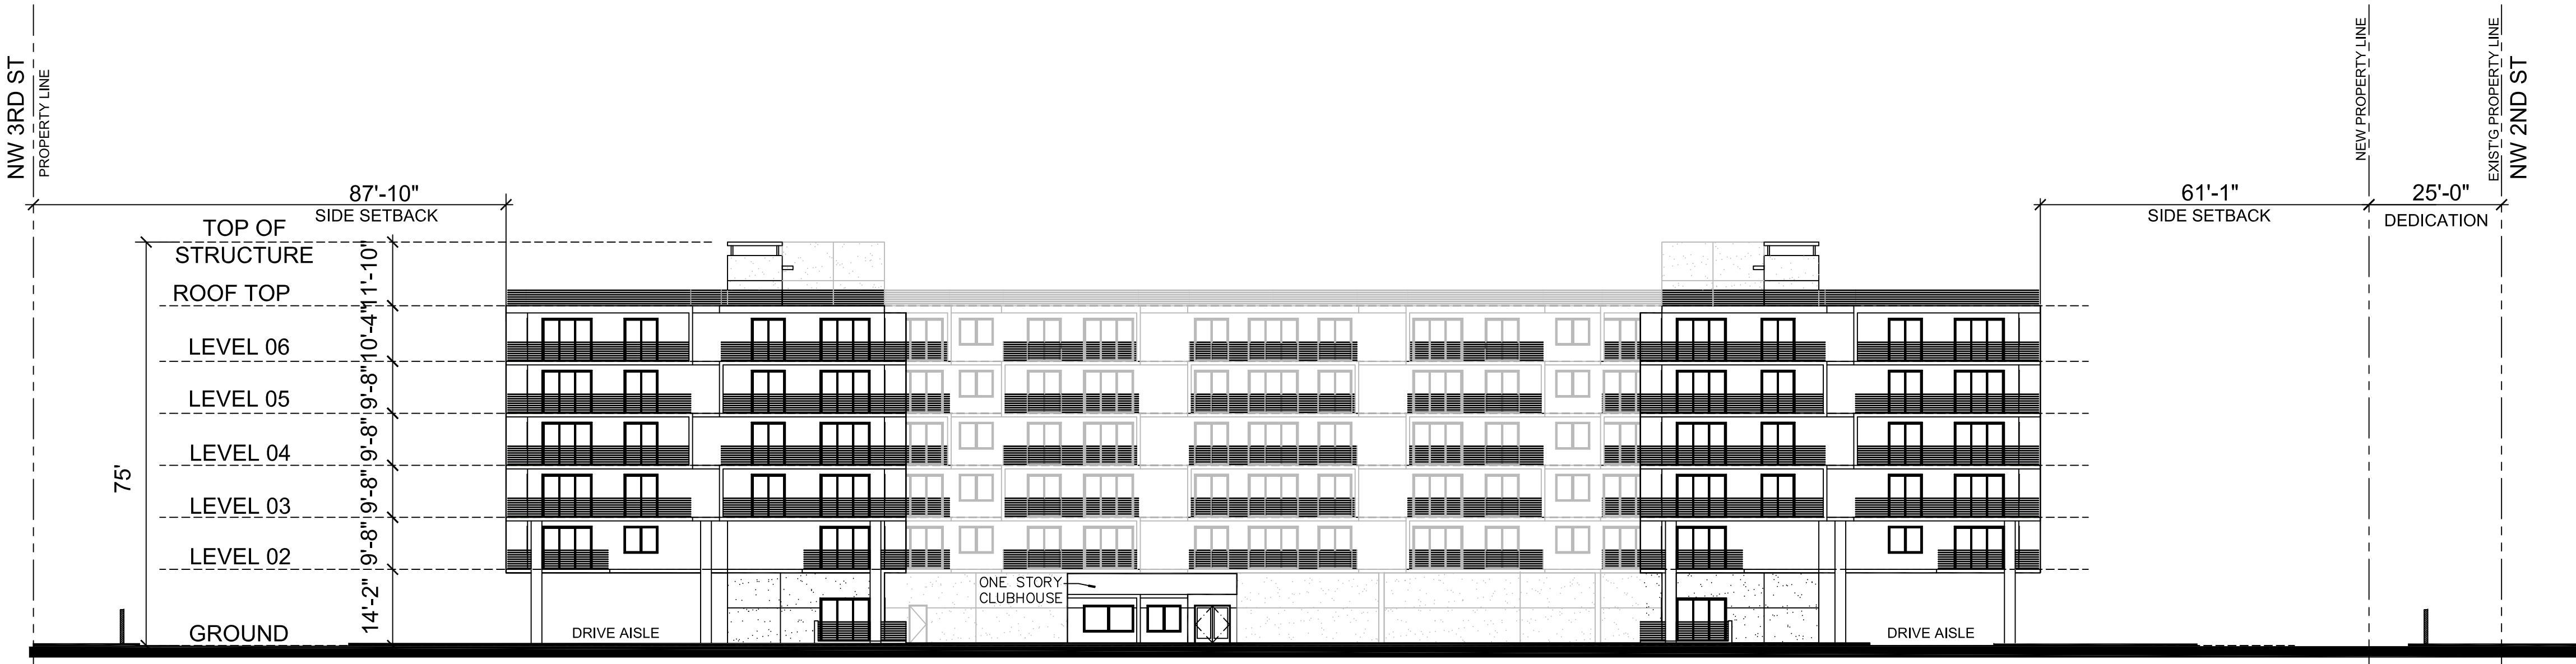 NW 3RD ST
PROPERTY LINE
NEW PROPERTY LINE
EXIST'G PROPERTY LINE
NW 2ND ST
87'-10"
SIDE SETBACK
61'-1"
SIDE SETBACK
25'-0"
DEDICATION
TOP OF
STRUCTURE
11'-10"
ROOF TOP
10'-4"
LEVEL 06
9'-8"
LEVEL 05
9'-8"
LEVEL 04
9'-8"
LEVEL 03
9'-8"
LEVEL 02
14'-2"
GROUND
75'
ONE STORY
CLUBHOUSE
DRIVE AISLE
DRIVE AISLE